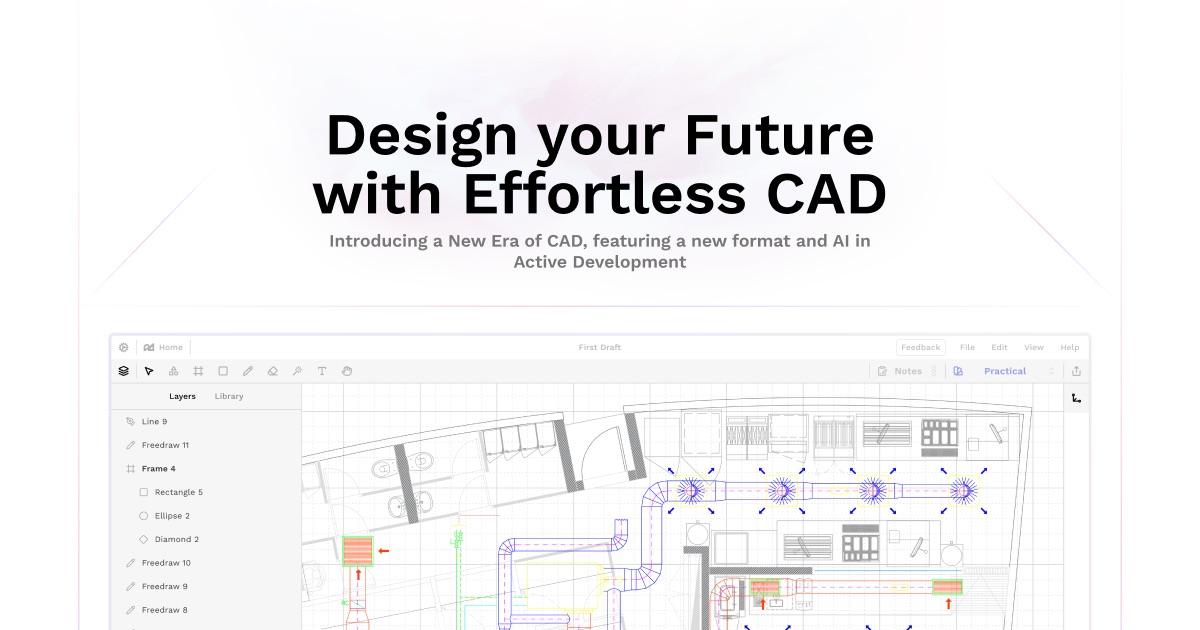 Design your Future
with Effortless CAD
Introducing a New Era of CAD, featuring a new format and AI in
Active Development
Home
First Draft
Feedback File Edit View Help
Notes
Practical
Layers Library
Line 9
Freedraw 11
Frame 4
Rectangle 5
Ellipse 2
Diamond 2
Freedraw 10
Freedraw 9
Freedraw 8